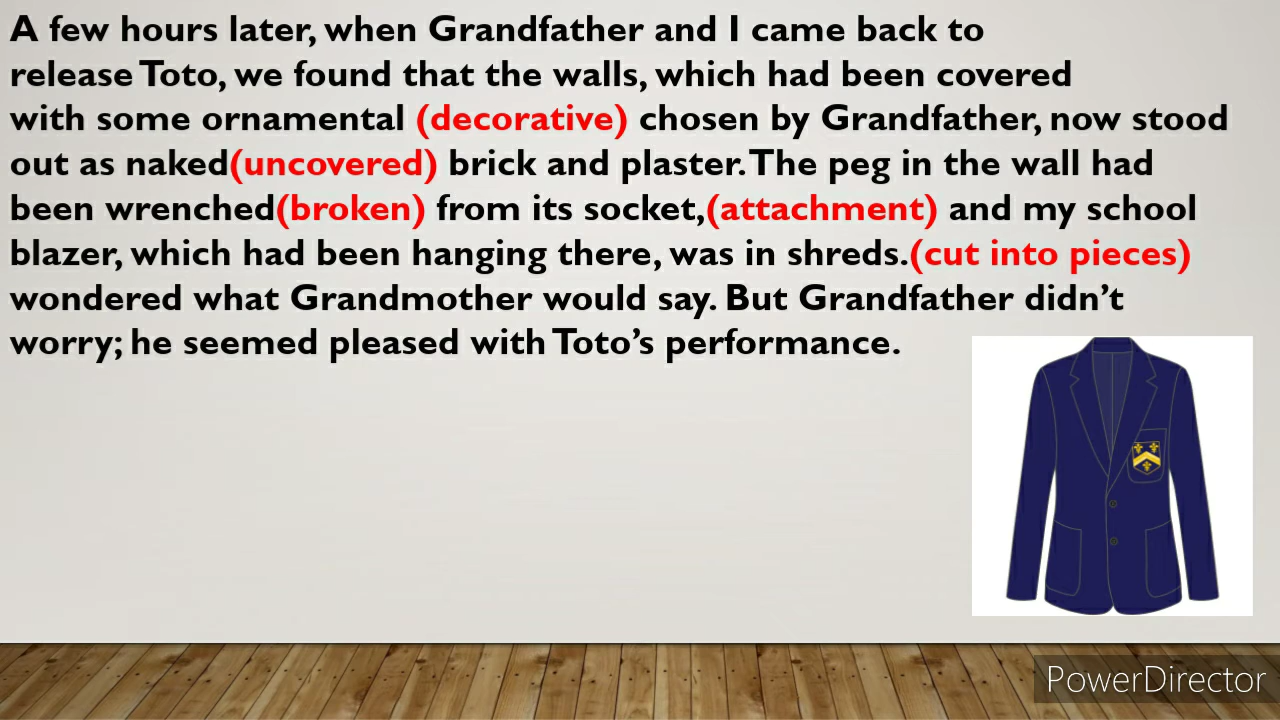 A few hours later, when Grandfather and I came back to
release Toto, we found that the walls, which had been covered
with some ornamental (decorative) chosen by Grandfather, now stood
out as naked(uncovered) brick and plaster. The peg in the wall had
been wrenched(broken) from its socket,(attachment) and my school
blazer, which had been hanging there, was in shreds.(cut into pieces)
wondered what Grandmother would say. But Grandfather didn’t
worry; he seemed pleased with Toto’s performance.
PowerDirector